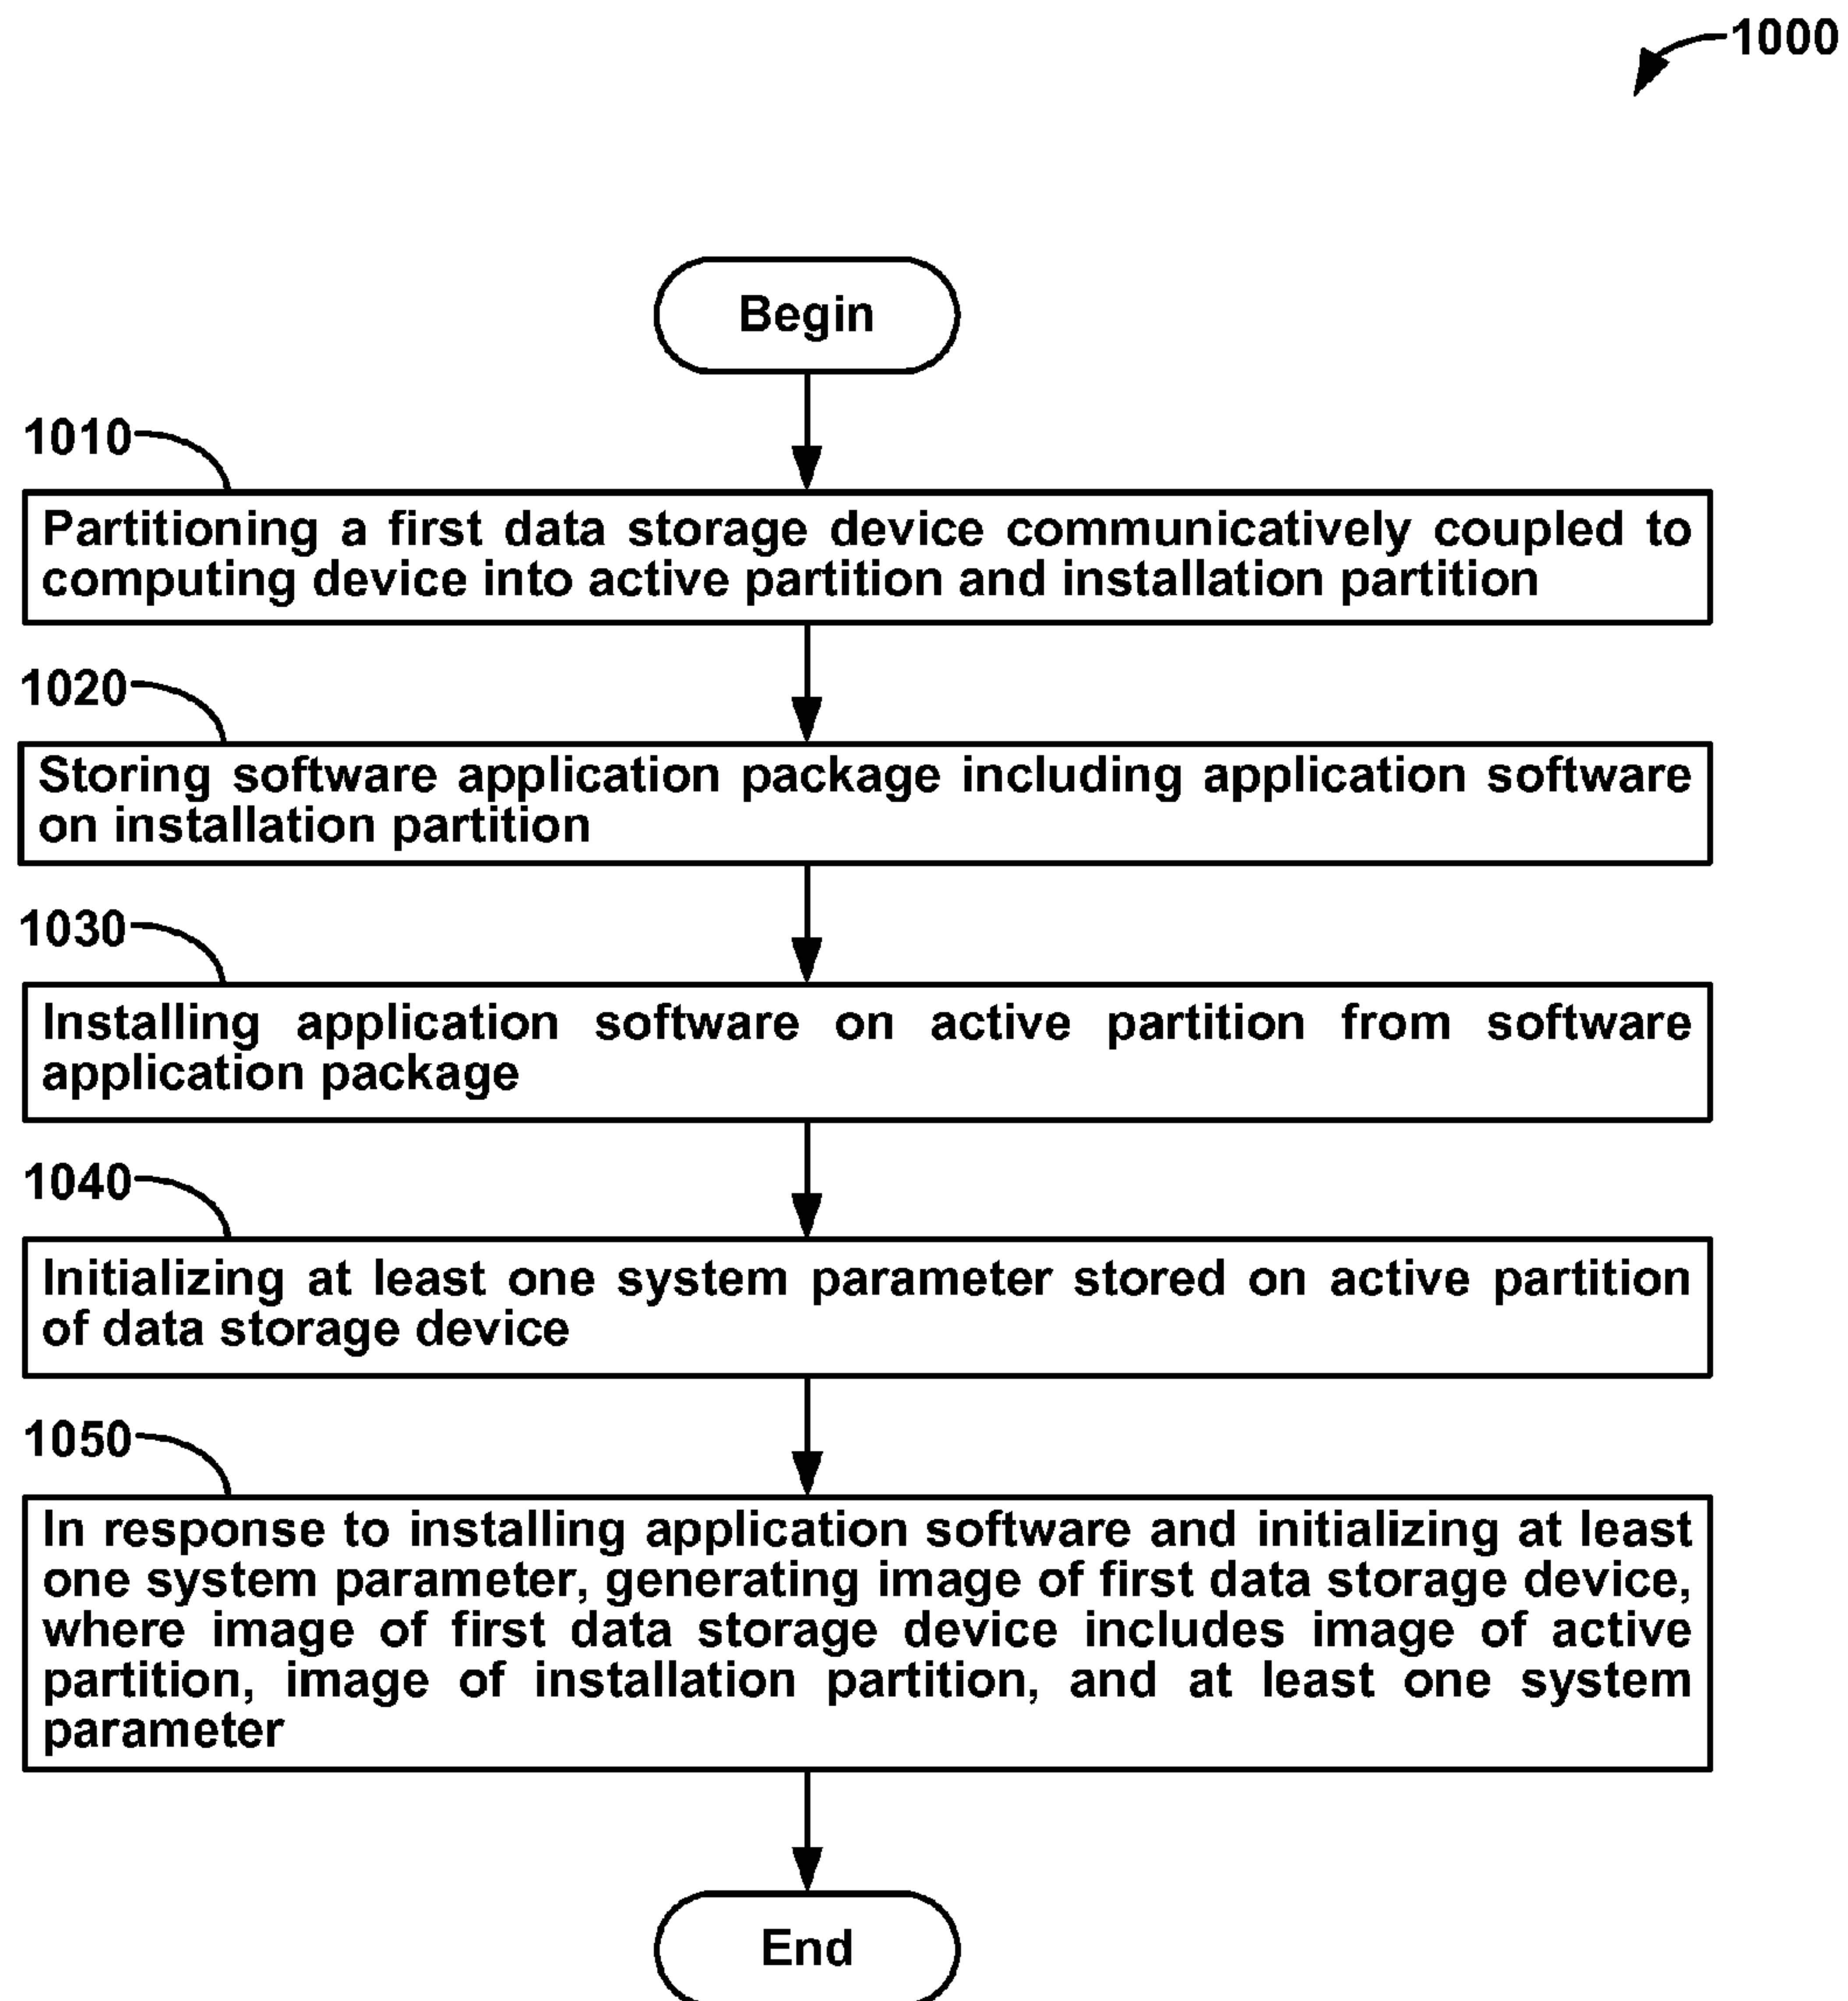 1000
Begin
1010
Partitioning a first data storage device communicatively coupled to
computing device into active partition and installation partition
1020
Storing software application package including application software
on installation partition
1030
Installing application software on active partition from software
application package
1040
Initializing at least one system parameter stored on active partition
of data storage device
1050
In response to installing application software and initializing at least
one system parameter, generating image of first data storage device,
where image of first data storage device includes image of active
partition, image of installation partition, and at least one system
parameter
End